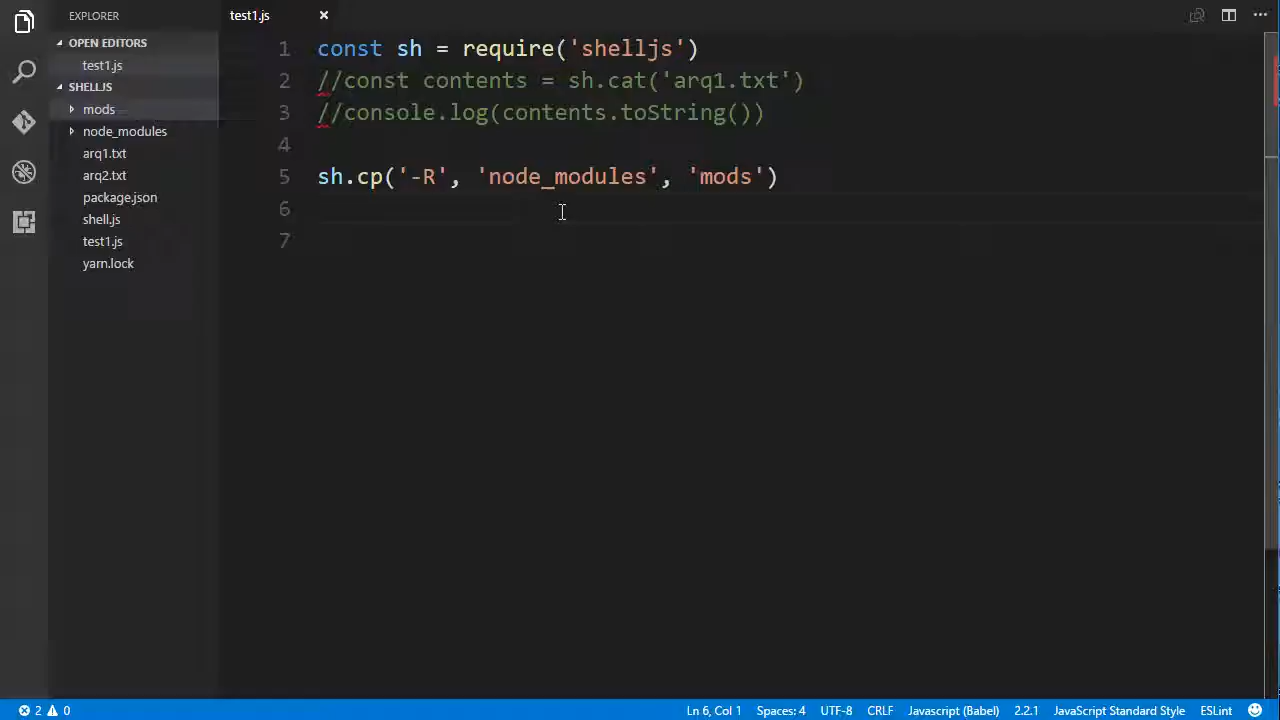 EXPLORER
OPEN EDITORS
test1.js
SHELLJS
mods
node_modules
arq1.txt
arq2.txt
package.json
shell.js
test1.js
yarn.lock
test1.js
1 const sh = require('shelljs')
2 //const contents = sh.cat('arq1.txt')
3 //console.log(contents.toString())
4
5 sh.cp('-R', 'node_modules', 'mods')
6
7
2 0 Ln 6, Col 1 Spaces: 4 UTF-8 CRLF Javascript (Babel) 2.2.1 JavaScript Standard Style ESLint